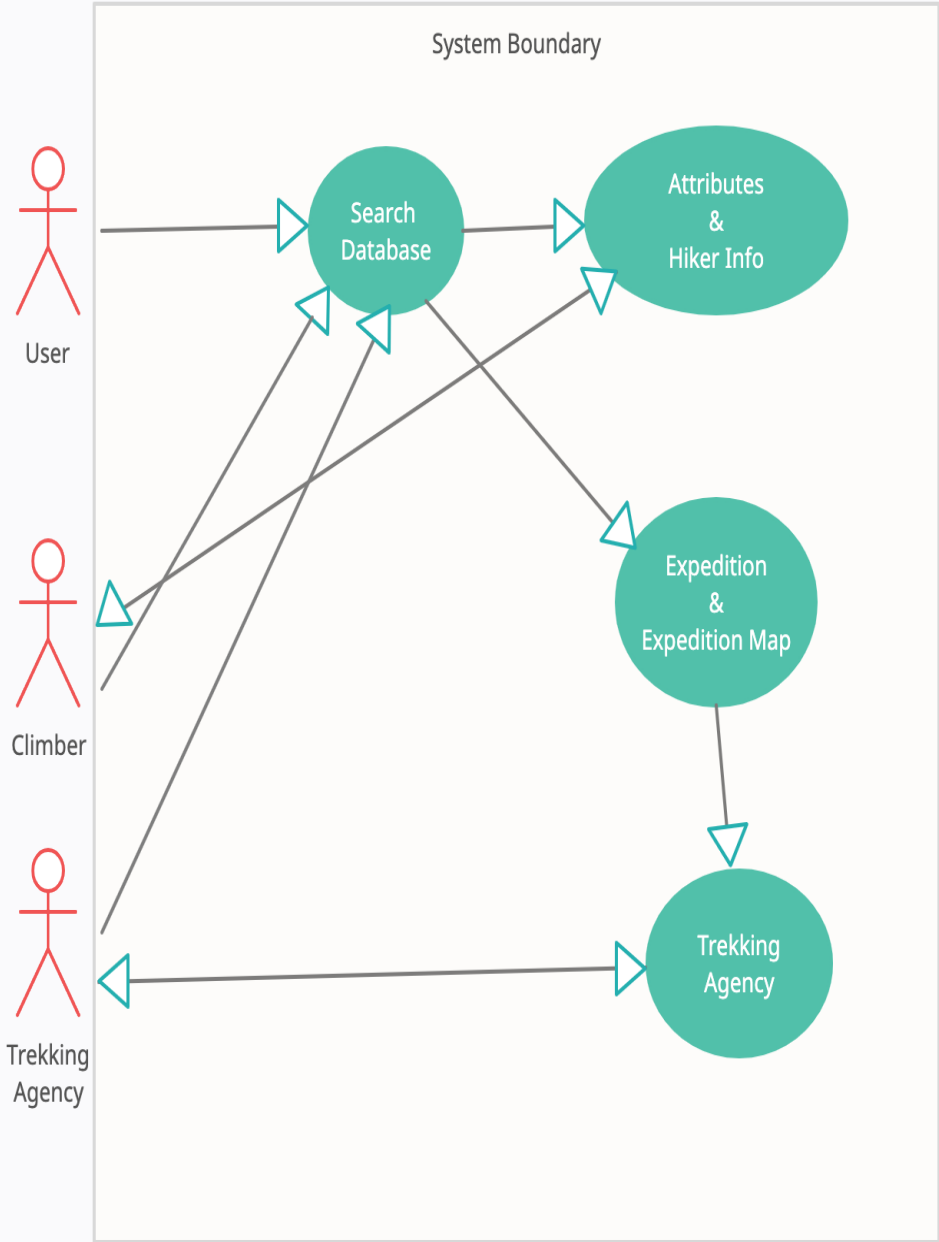 System Boundary
Search
Database
Attributes
&
Hiker Info
User
Expedition
&
Expedition Map
Climber
Trekking
Agency
Trekking
Agency